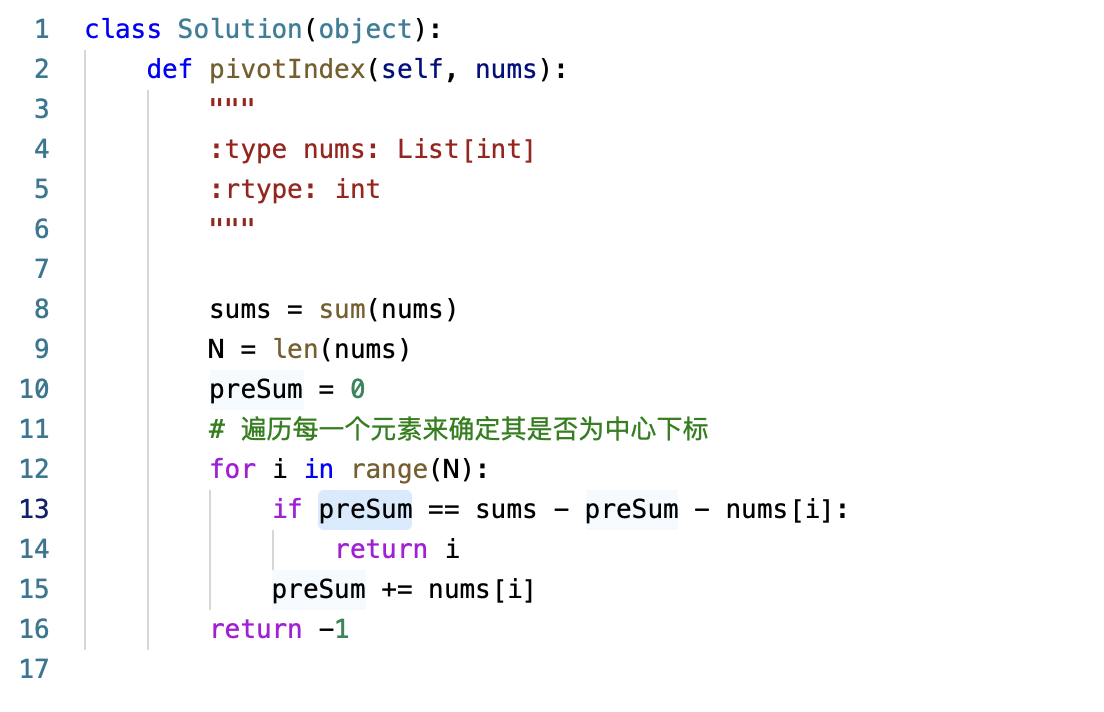 1 class Solution(object):
2     def pivotIndex(self, nums):
3         """
4         :type nums: List[int]
5         :rtype: int
6         """
7
8         sums = sum(nums)
9         N = len(nums)
10         preSum = 0
11         # 遍历每一个元素来确定其是否为中心下标
12         for i in range(N):
13             if preSum == sums - preSum - nums[i]:
14                 return i
15             preSum += nums[i]
16         return -1
17